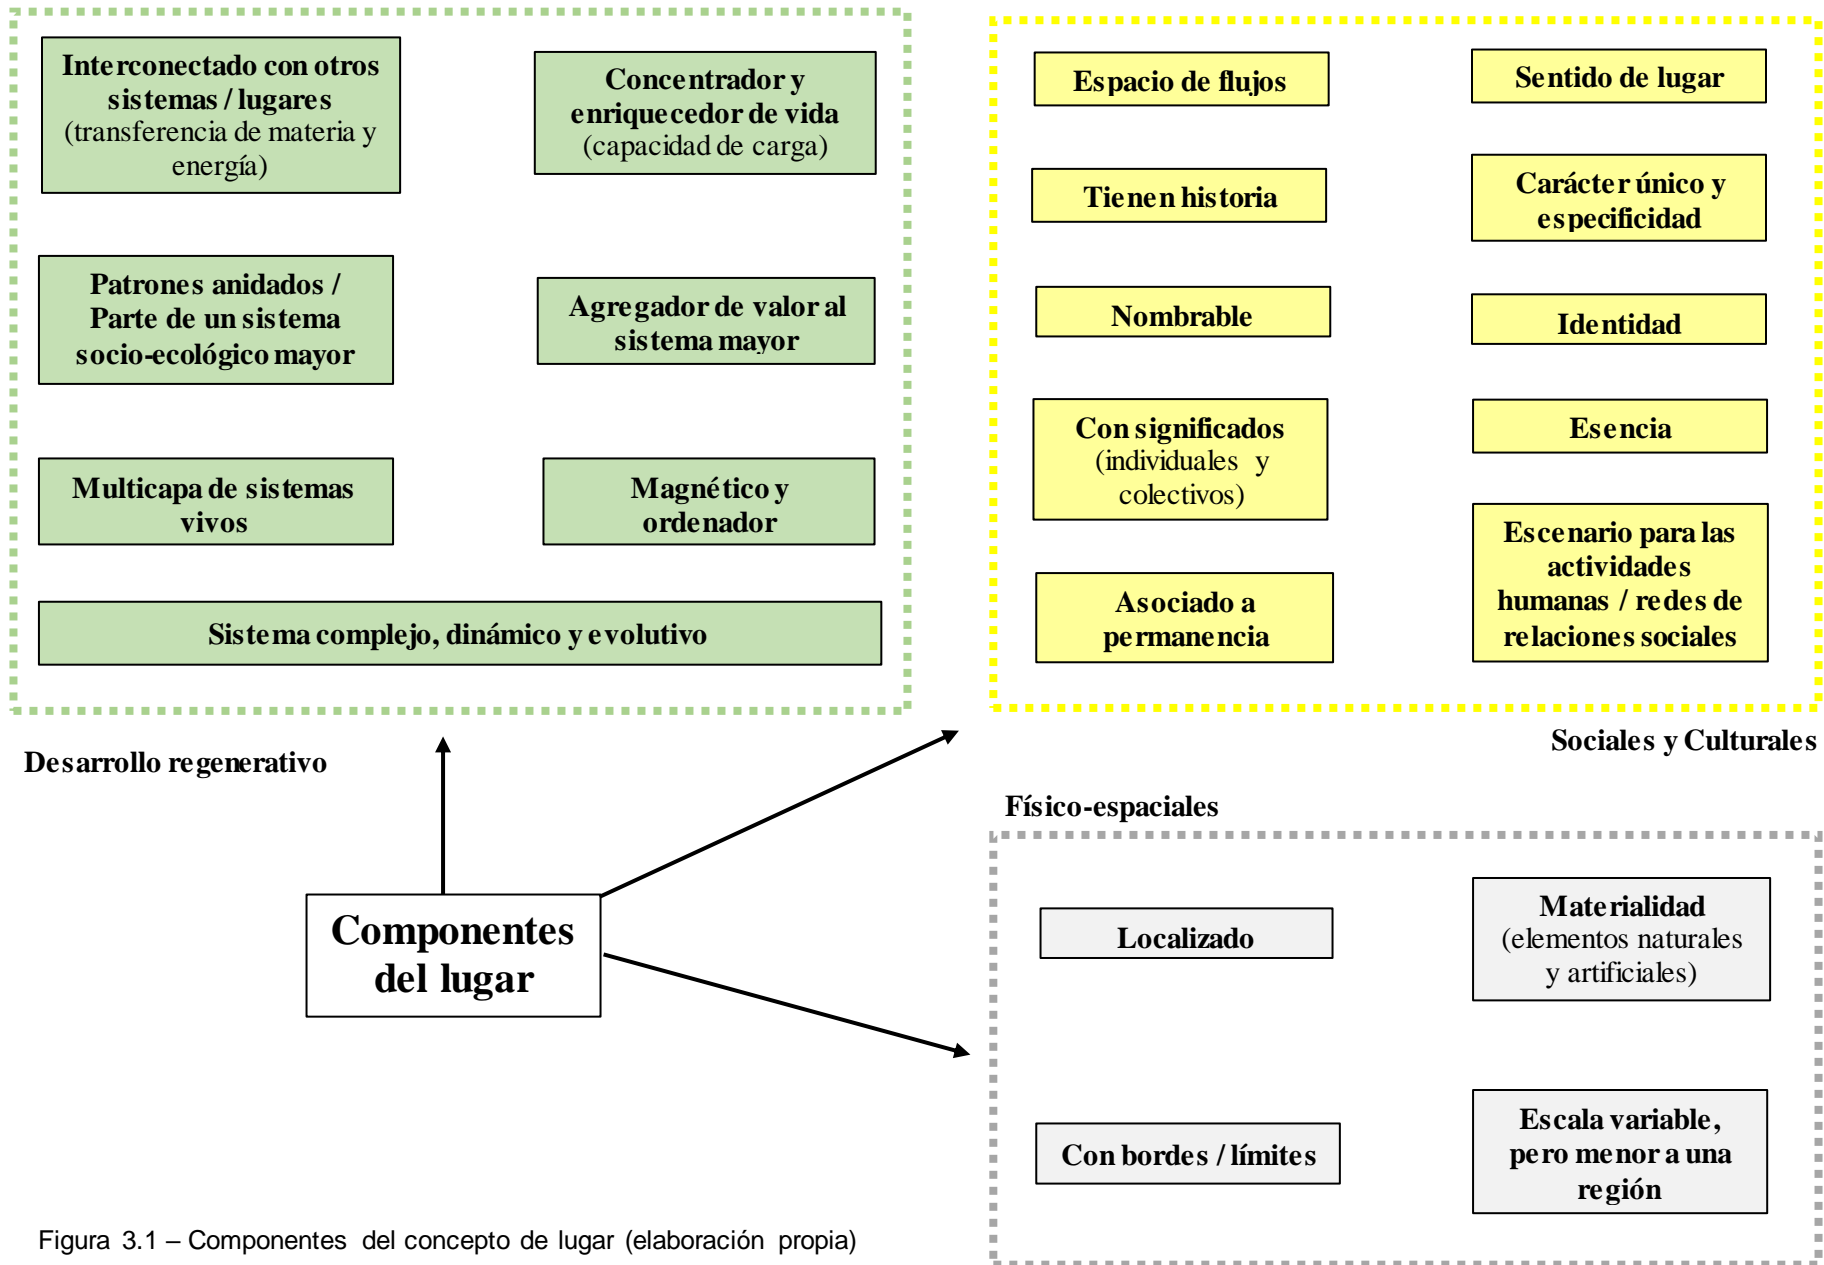 Interconectado con otros
sistemas / lugares
(transferencia de materia y
energía)
Concentrador y
enriquecedor de vida
(capacidad de carga)
Patrones anidados /
Parte de un sistema
socio-ecológico mayor
Agregador de valor al
sistema mayor
Multicapa de sistemas
vivos
Magnético y
ordenador
Sistema complejo, dinámico y evolutivo
Desarrollo regenerativo
Espacio de flujos
Sentido de lugar
Tienen historia
Carácter único y
especificidad
Nombrable
Identidad
Con significados
(individuales y
colectivos)
Esencia
Asociado a
permanencia
Escenario para las
actividades
humanas / redes de
relaciones sociales
Sociales y Culturales
Componentes
del lugar
Físico-espaciales
Localizado
Materialidad
(elementos naturales
y artificiales)
Con bordes / límites
Escala variable,
pero menor a una
región
Figura 3.1 – Componentes del concepto de lugar (elaboración propia)